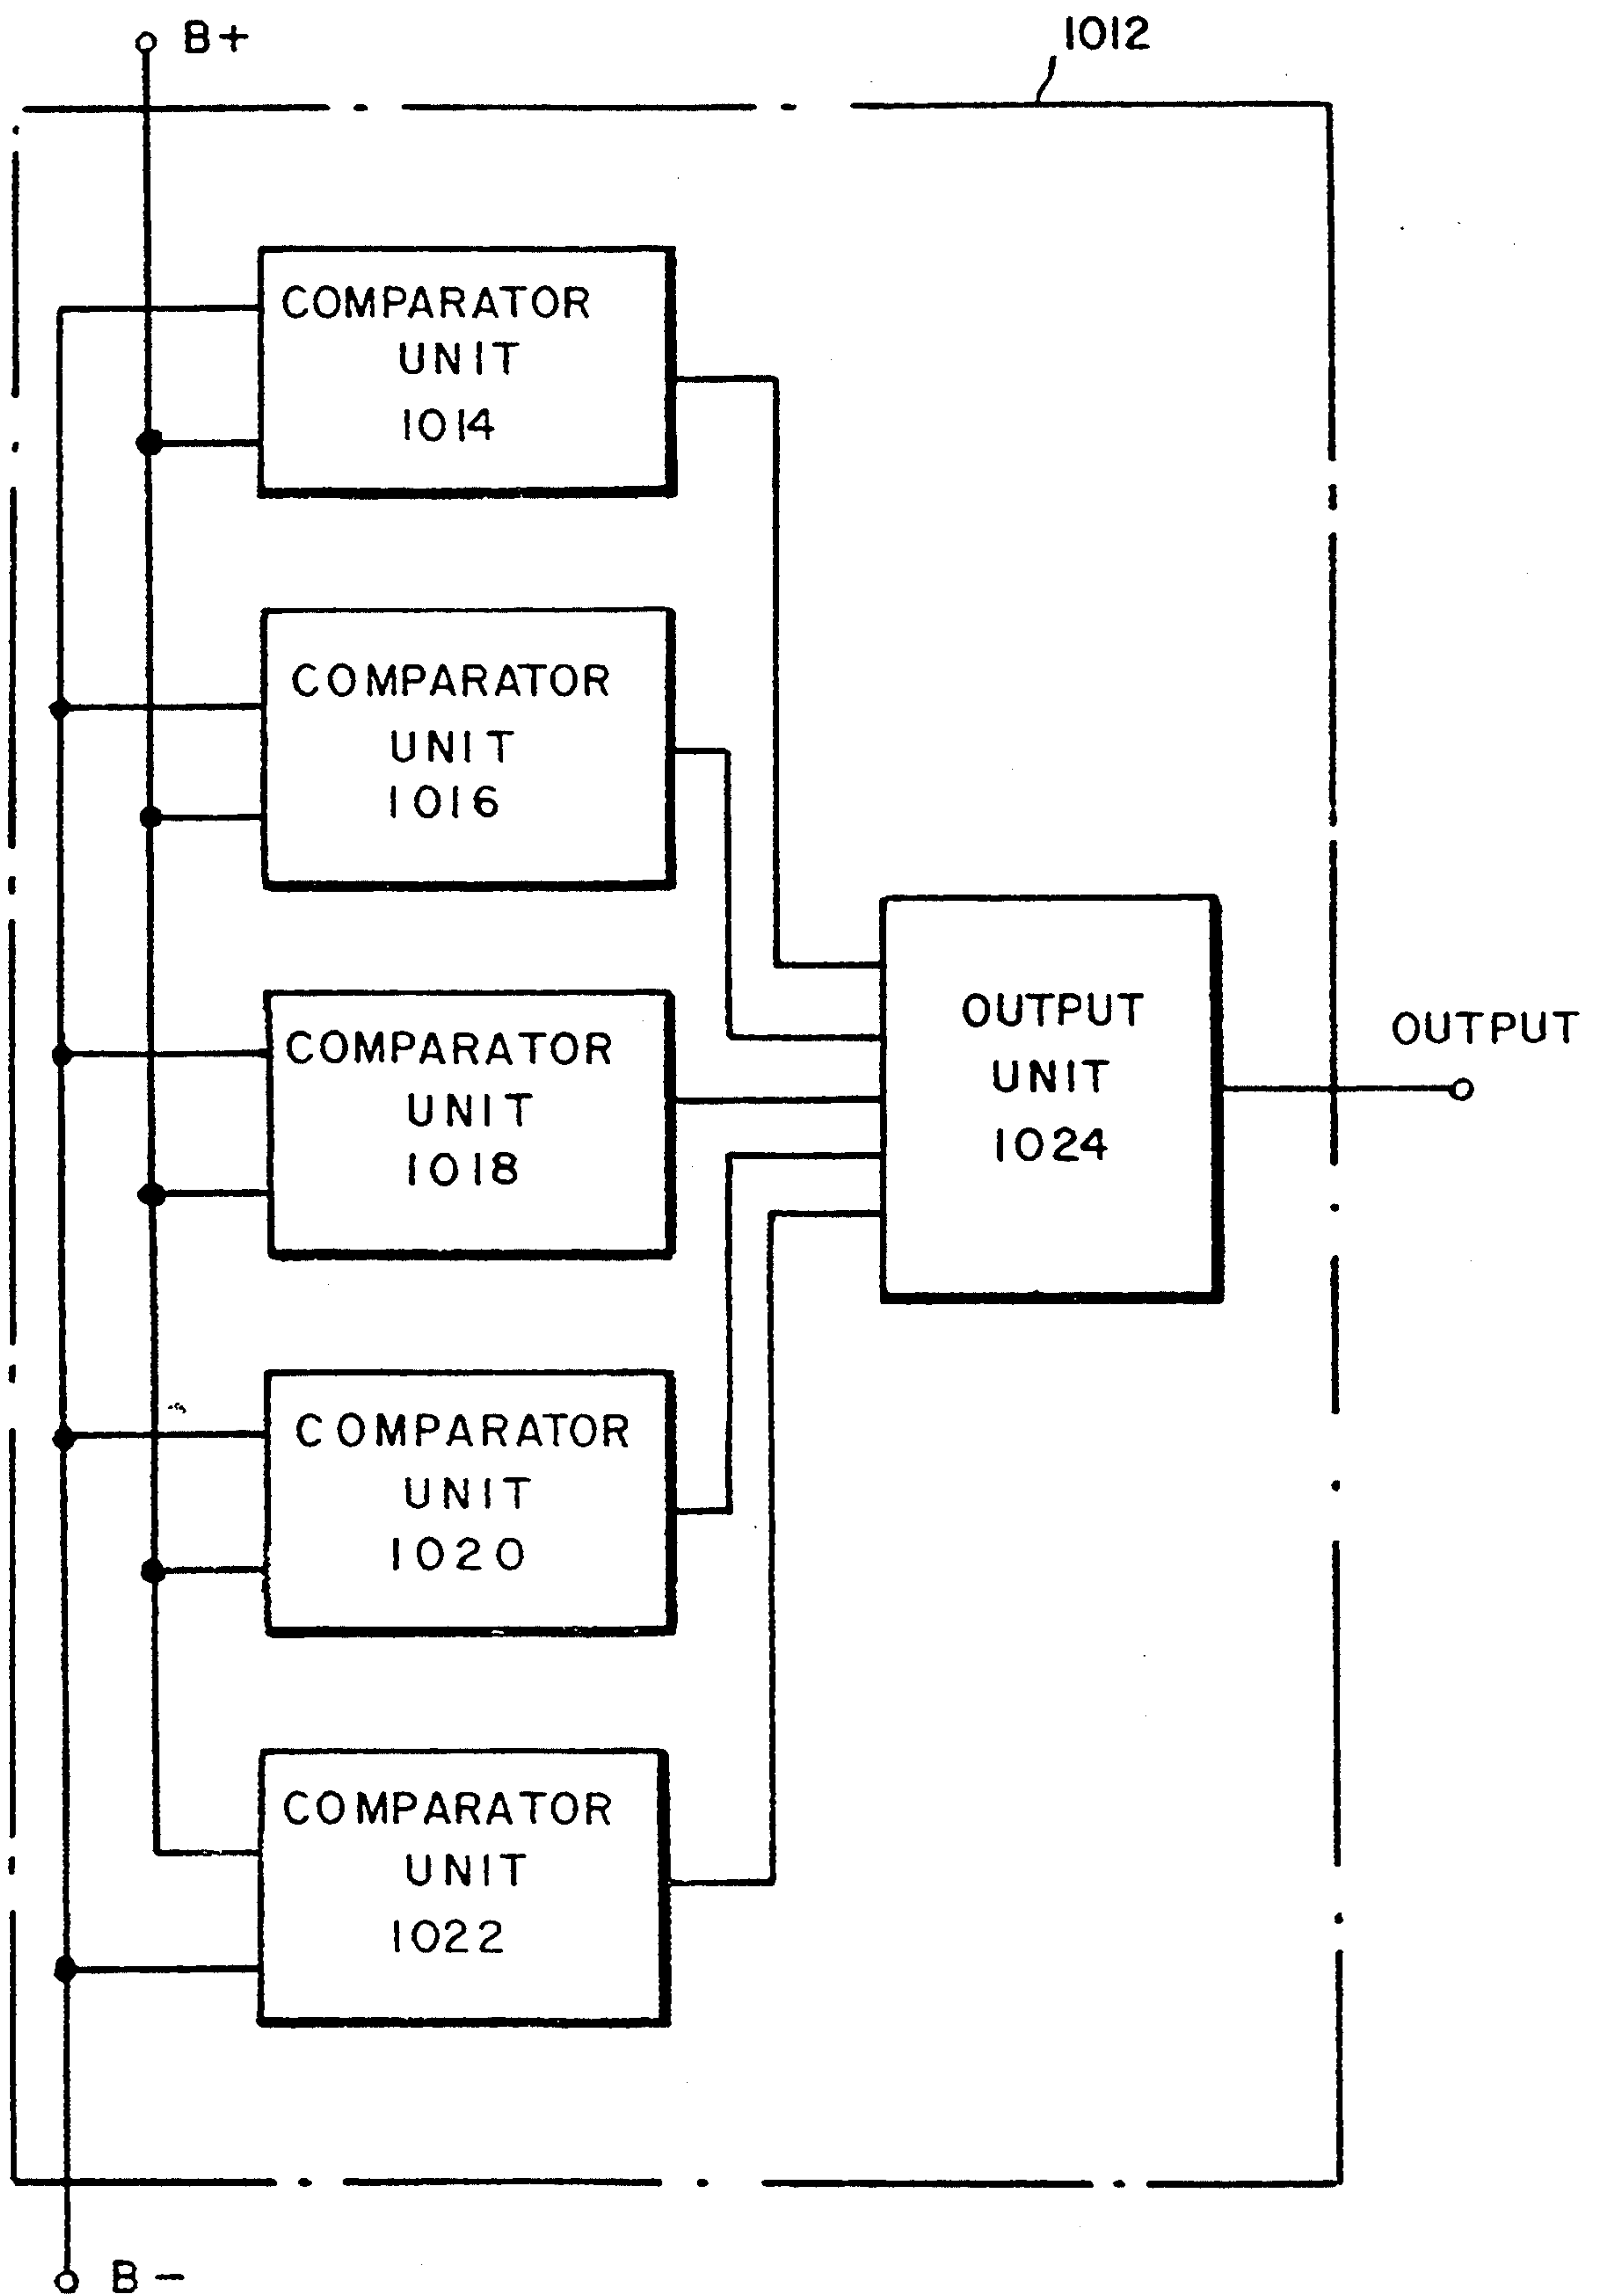 B+
1012
COMPARATOR
UNIT
1014
COMPARATOR
UNIT
1016
COMPARATOR
UNIT
1018
OUTPUT
UNIT
1024
OUTPUT
COMPARATOR
UNIT
1020
COMPARATOR
UNIT
1022
B-